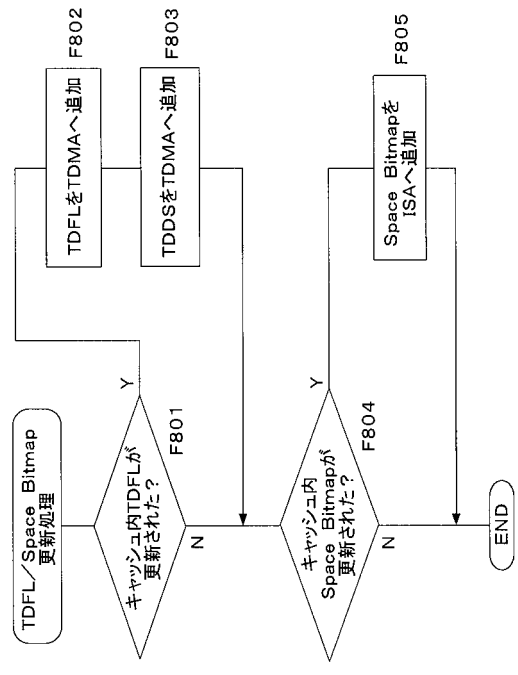 TDFL／Space Bitmap
更新処理
キャッシュ内TDFLが
更新された？
F801
Y
N
TDFLをTDMAへ追加
F802
TDDSをTDMAへ追加
F803
キャッシュ内
Space Bitmapが
更新された？
F804
Y
N
Space Bitmapを
ISAへ追加
F805
END